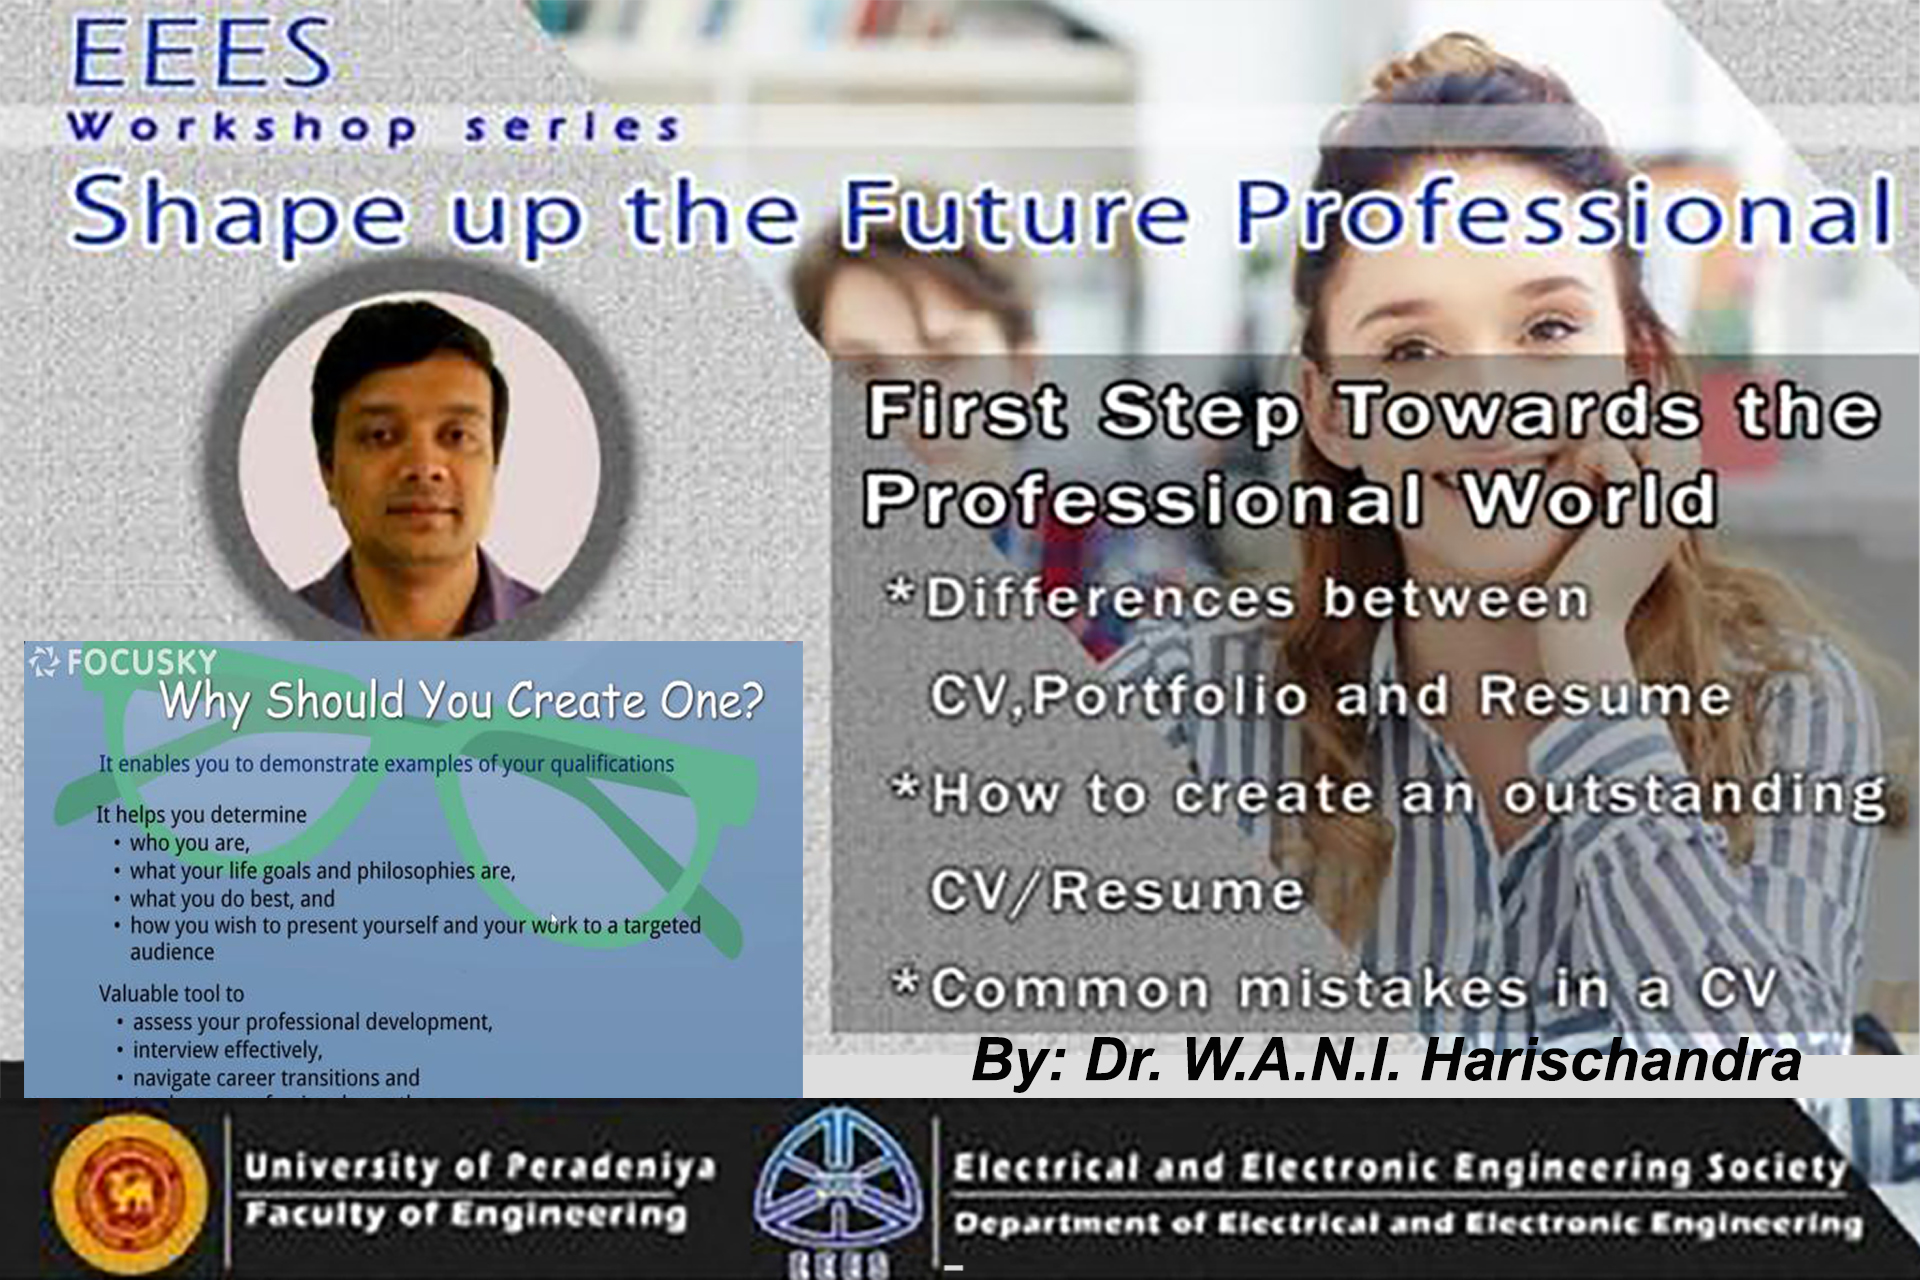 EEES
Workshop series
Shape up the Future Professional
First Step Towards the
Professional World
*Differences between
CV,Portfolio and Resume
*How to create an outstanding
CV/Resume
*Common mistakes in a CV
By: Dr. W.A.N.I. Harischandra
FOCUSKY
Why Should You Create One?
It enables you to demonstrate examples of your qualifications
It helps you determine
• who you are,
• what your life goals and philosophies are,
• what you do best, and
• how you wish to present yourself and your work to a targeted
audience
Valuable tool to
• assess your professional development,
• interview effectively,
• navigate career transitions and
University of Peradeniya
Faculty of Engineering
EEES
Electrical and Electronic Engineering Society
Department of Electrical and Electronic Engineering